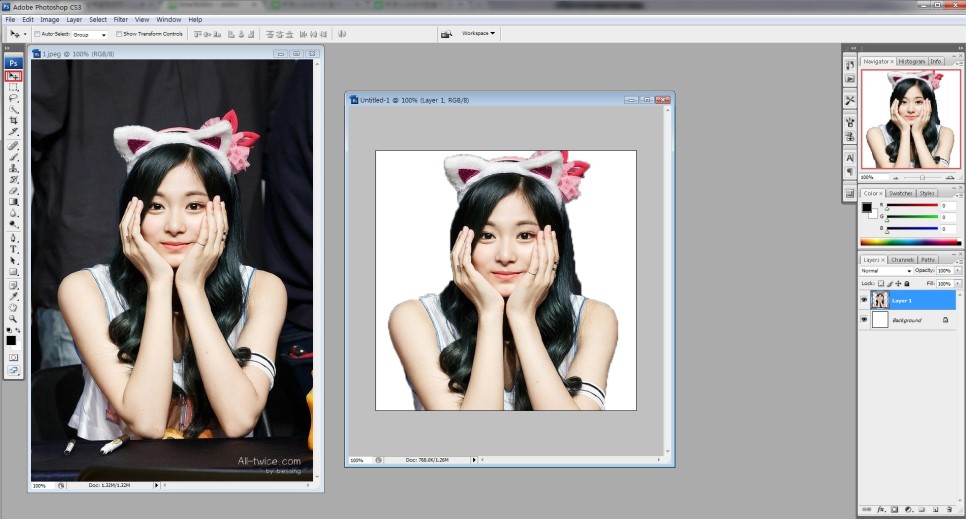 Adobe Photoshop CS3
File Edit Image Layer Select Filter View Window Help
Auto-Select: Group Show Transform Controls
Workspace
Ps
1.jpeg @ 100% (RGB/8)
All-twice.com
by blessing
100% Doc: 1.32M/1.32M
Untitled-1 @ 100% (Layer 1, RGB/8)
100% Doc: 768.0K/1.26M
Navigator × Histogram Info
100%
Color × Swatches Styles
R 0
G 0
B 0
Layers × Channels Paths
Normal Opacity: 100%
Lock: Fill: 100%
Layer 1
Background